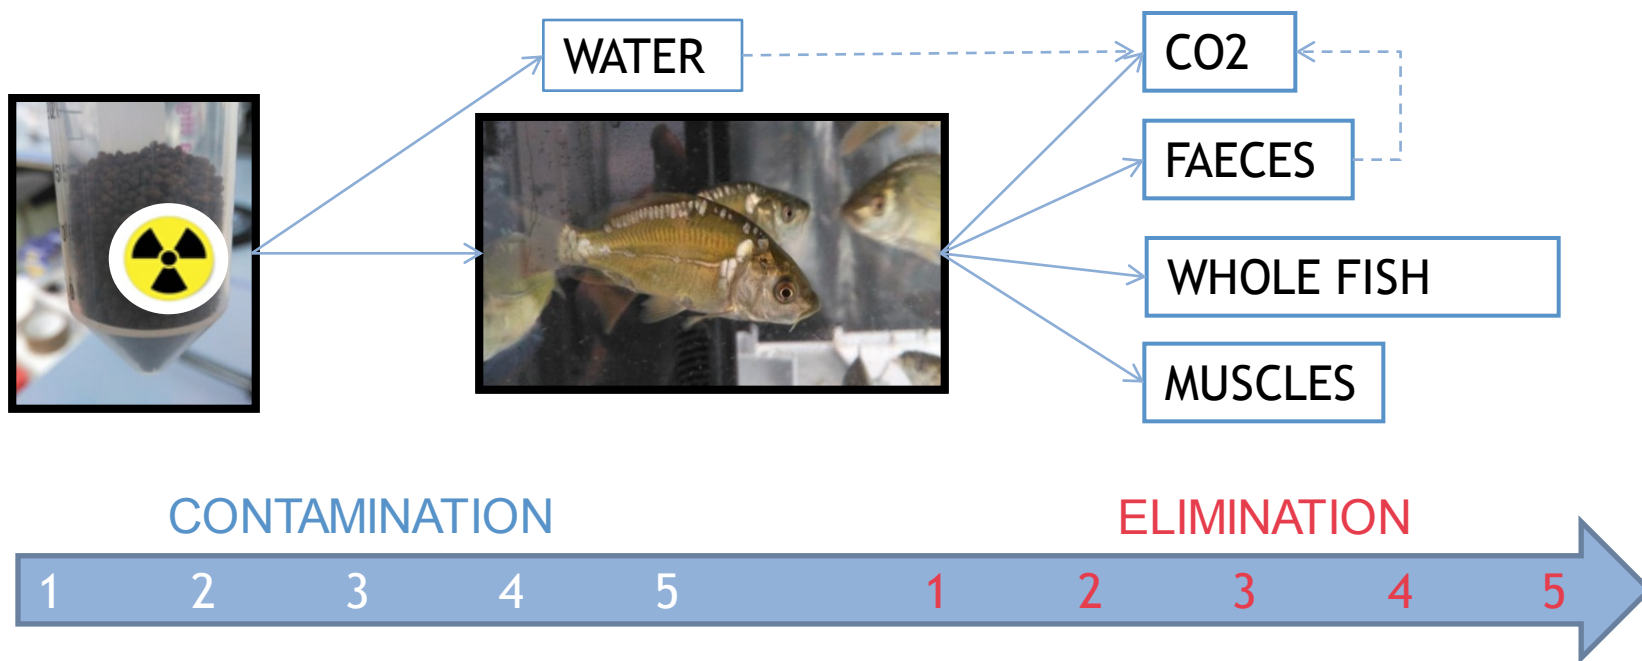 WATER
CO2
FAECES
WHOLE FISH
MUSCLES
CONTAMINATION
ELIMINATION
1 2 3 4 5 1 2 3 4 5